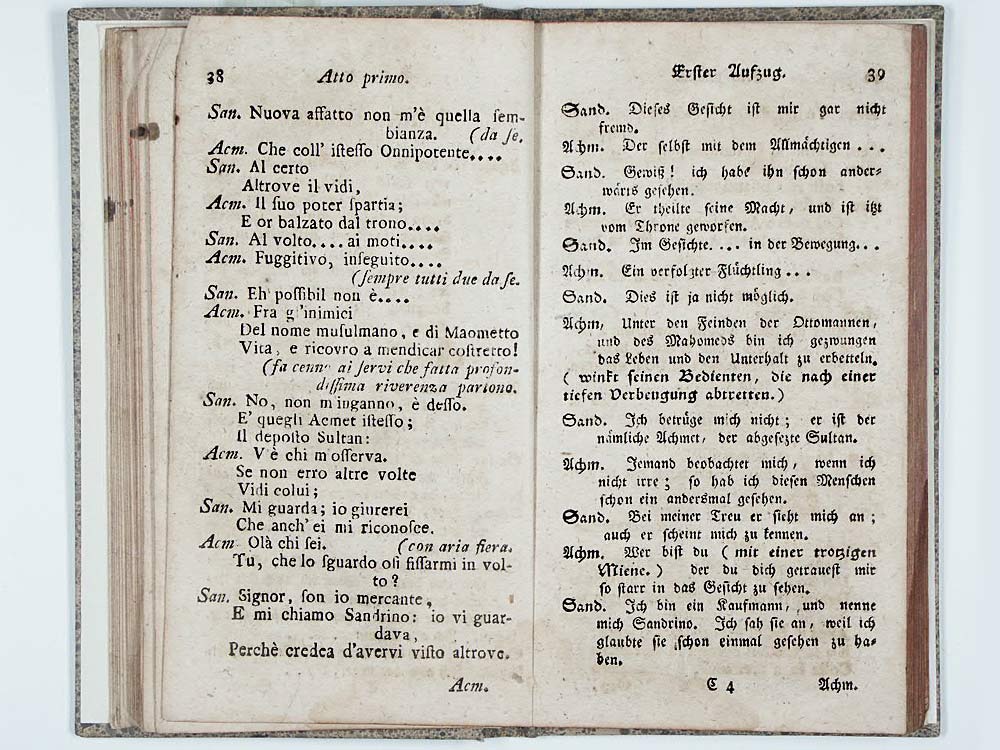 38 Atto primo.
San. Nuova affatto non m'è quella ſem-
bianza. (da ſe.
Acm. Che coll' iſteſſo Onnipotente....
San. Al certo
Altrove il vidi,
Acm. Il ſuo poter ſpartia;
E or balzato dal trono....
San. Al volto.... ai moti....
Acm. Fuggitivo, inſeguito....
(ſempre tutti due da ſe.
San. Eh poſſibil non è....
Acm. Fra gl'inimici
Del nome muſulmano, e di Maometto
Vita, e ricovro a mendicar coſtretto!
(fa cenno ai ſervi che fatta profon-
diſſima riverenza partono.
San. No, non m'inganno, è deſſo.
E' quegli Acmet iſteſſo;
Il depoſto Sultan:
Acm. V'è chi m'oſſerva.
Se non erro altre volte
Vidi colui;
San. Mi guarda; io giurerei
Che anch' ei mi riconoſce.
Acm Olà chi ſei. (con aria fiera.
Tu, che lo ſguardo oſi fiſſarmi in vol-
to?
San. Signor, ſon io mercante,
E mi chiamo Sandrino: io vi guar-
dava,
Perchè credea d'avervi viſto altrove.
Acm.
Erſter Aufzug. 39
Sand. Dieſes Geſicht iſt mir gar nicht
fremd.
Achm. Der ſelbſt mit dem Allmächtigen ...
Sand. Gewiß! ich habe ihn ſchon ander-
wärts geſehen.
Achm. Er theilte ſeine Macht, und iſt itzt
vom Throne geworfen.
Sand. Im Geſichte.... in der Bewegung...
Achm. Ein verfolgter Flüchtling...
Sand. Dies iſt ja nicht möglich.
Achm, Unter den Feinden der Ottomannen,
und des Mahomeds bin ich gezwungen
das Leben und den Unterhalt zu erbetteln.
( winkt ſeinen Bedienten, die nach einer
tiefen Verbeugung abtretten.)
Sand. Ich betrüge mich nicht; er iſt der
nämliche Achmet, der abgeſezte Sultan.
Achm. Jemand beobachtet mich, wenn ich
nicht irre; ſo hab ich dieſen Menſchen
ſchon ein andersmal geſehen.
Sand. Bei meiner Treu er ſieht mich an;
auch er ſcheint mich zu kennen.
Achm. Wer biſt du ( mit einer trotzigen
Miene.) der du dich getraueſt mir
ſo ſtarr in das Geſicht zu ſehen.
Sand. Ich bin ein Kaufmann, und nenne
mich Sandrino. Ich ſah ſie an, weil ich
glaubte ſie ſchon einmal geſehen zu ha-
ben.
C 4 Achm.